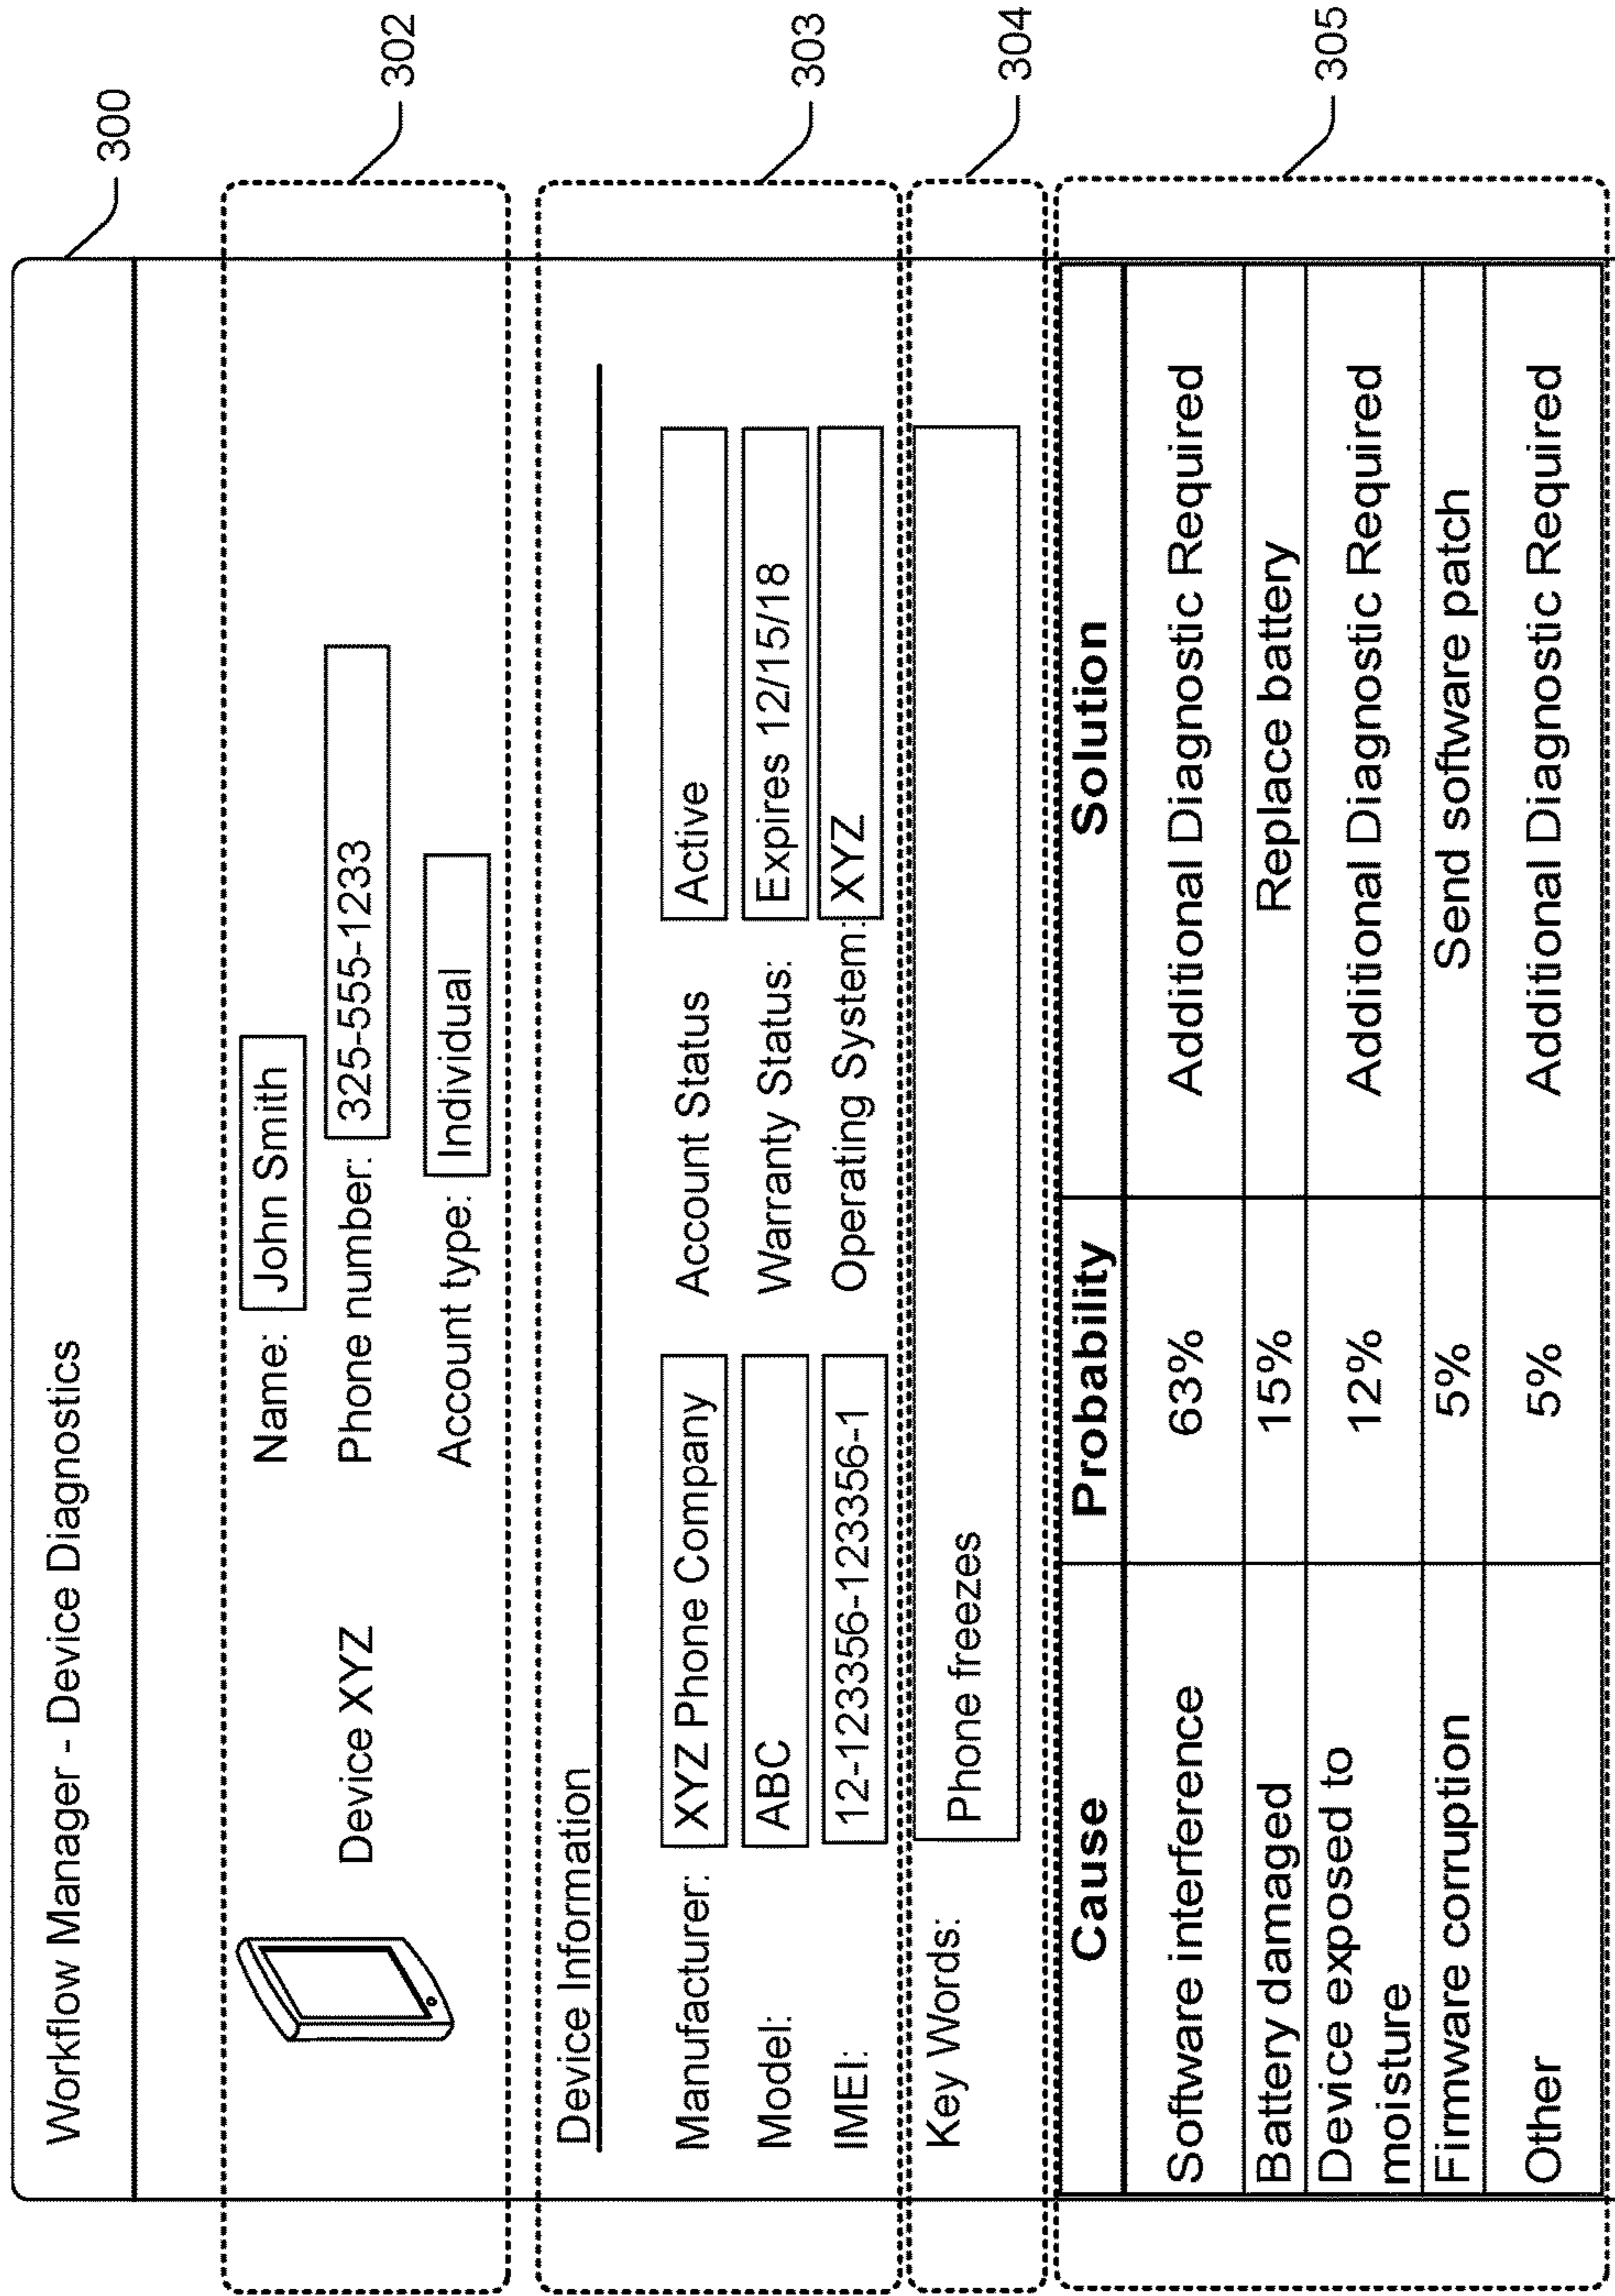 Workflow Manager - Device Diagnostics
300
Device XYZ
Name: John Smith
Phone number: 325-555-1233
Account type: Individual
302
Device Information
Manufacturer: XYZ Phone Company Account Status Active
Model: ABC Warranty Status: Expires 12/15/18
IMEI: 12-123356-123356-1 Operating System: XYZ
303
Key Words: Phone freezes
304
Cause Probability Solution
Software interference 63% Additional Diagnostic Required
Battery damaged 15% Replace battery
Device exposed to
moisture 12% Additional Diagnostic Required
Firmware corruption 5% Send software patch
Other 5% Additional Diagnostic Required
305